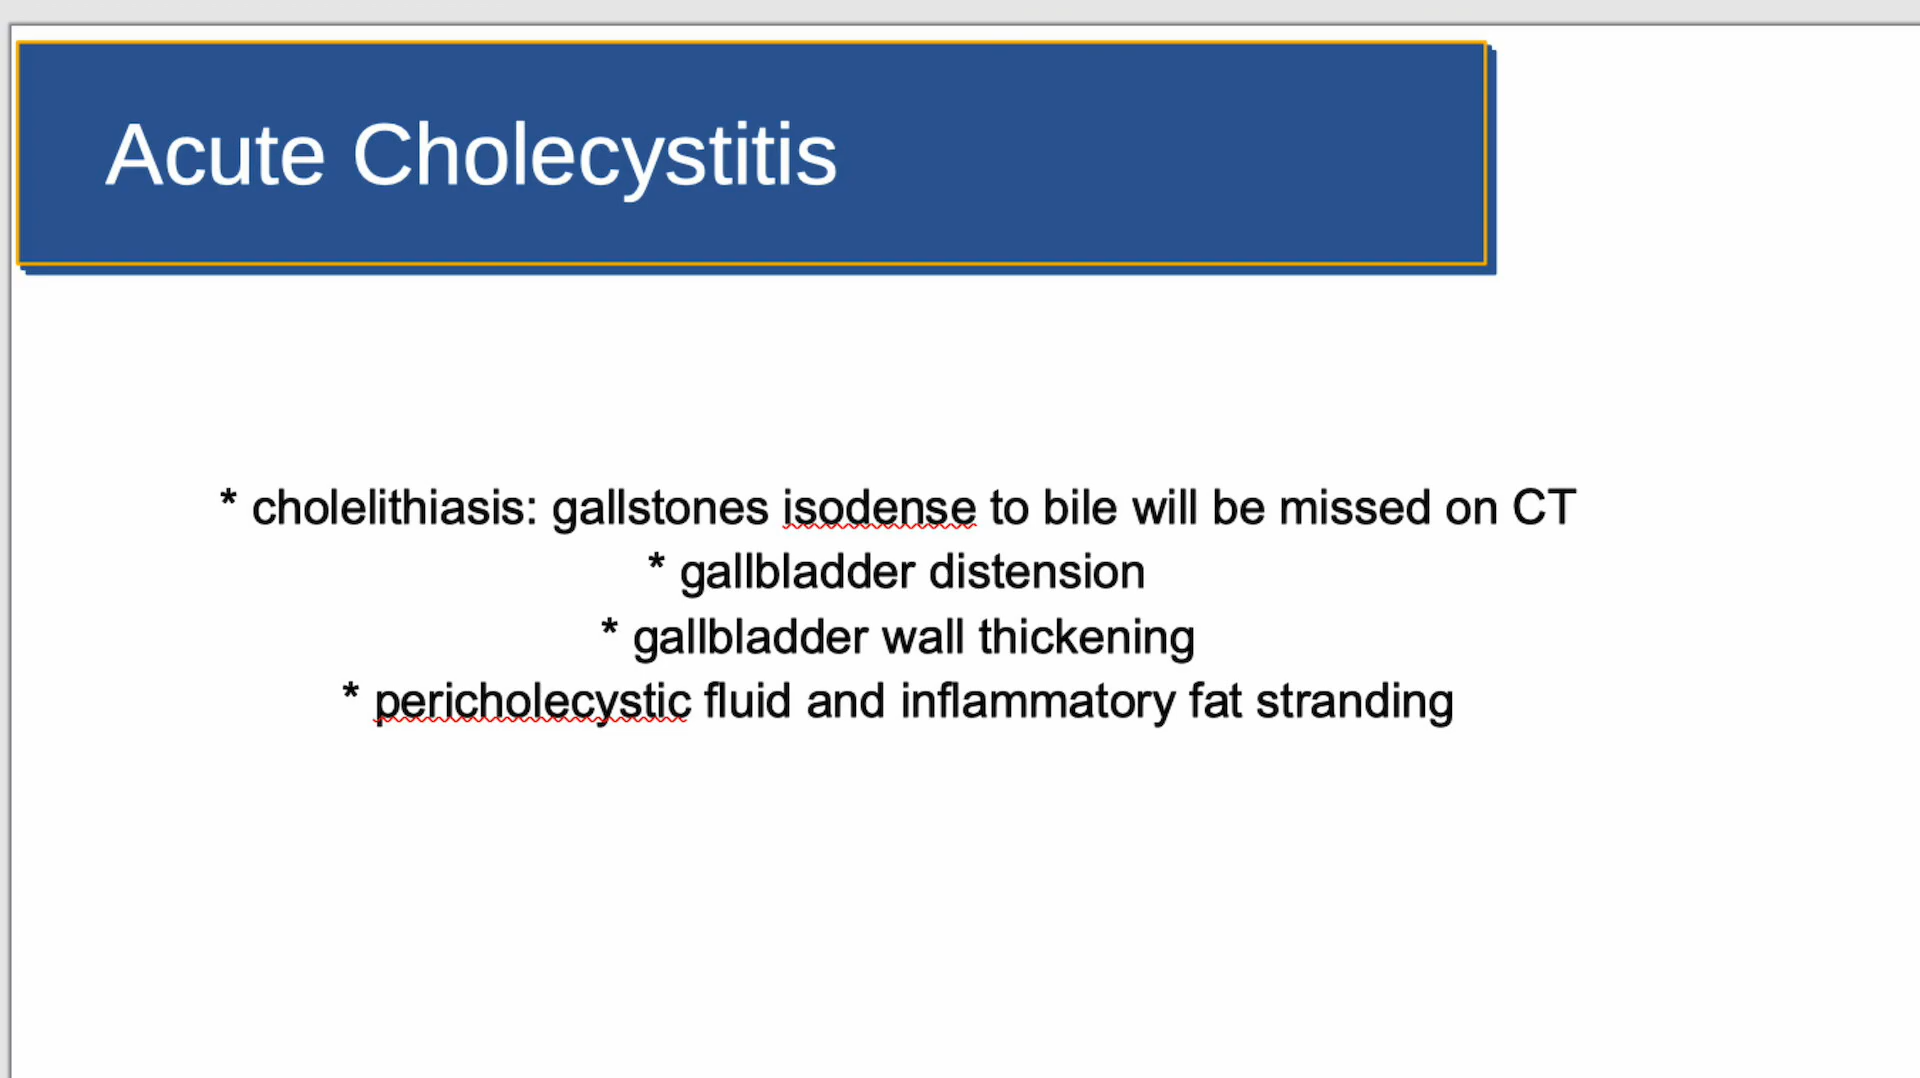 Acute Cholecystitis
* cholelithiasis: gallstones isodense to bile will be missed on CT
* gallbladder distension
* gallbladder wall thickening
* pericholecystic fluid and inflammatory fat stranding